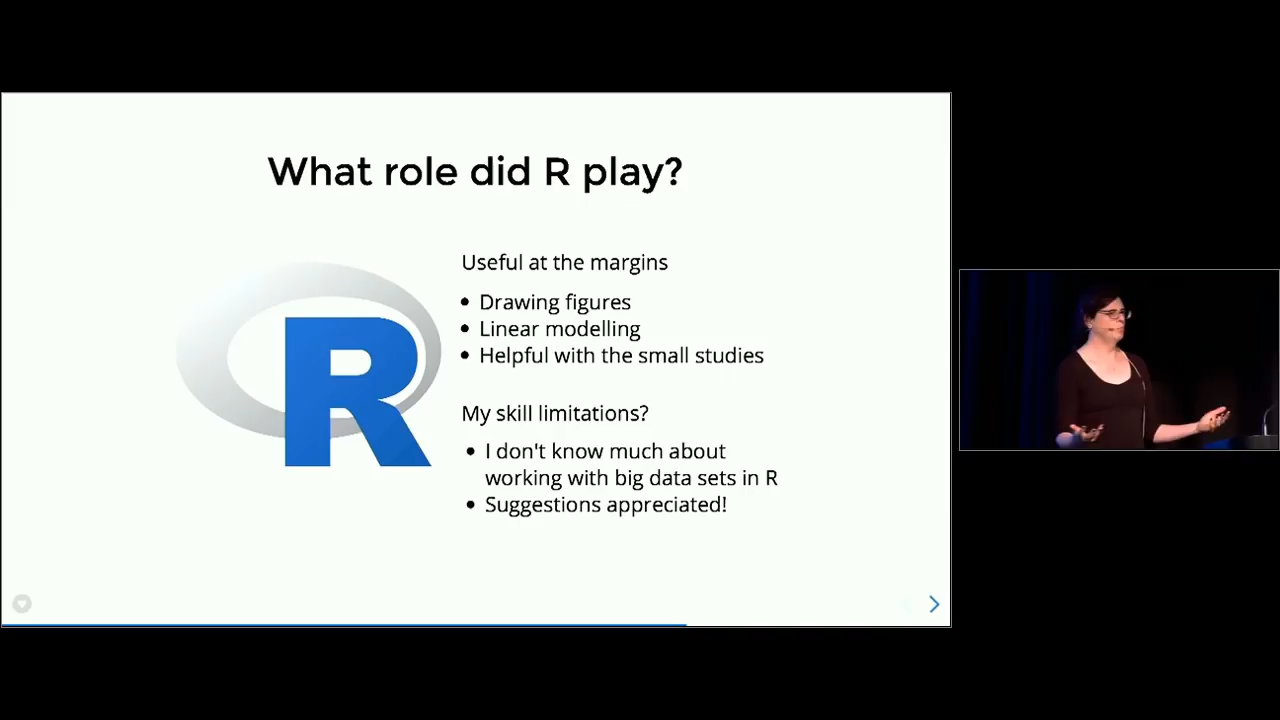 What role did R play?
R
Useful at the margins
• Drawing figures
• Linear modelling
• Helpful with the small studies
My skill limitations?
• I don't know much about
working with big data sets in R
• Suggestions appreciated!